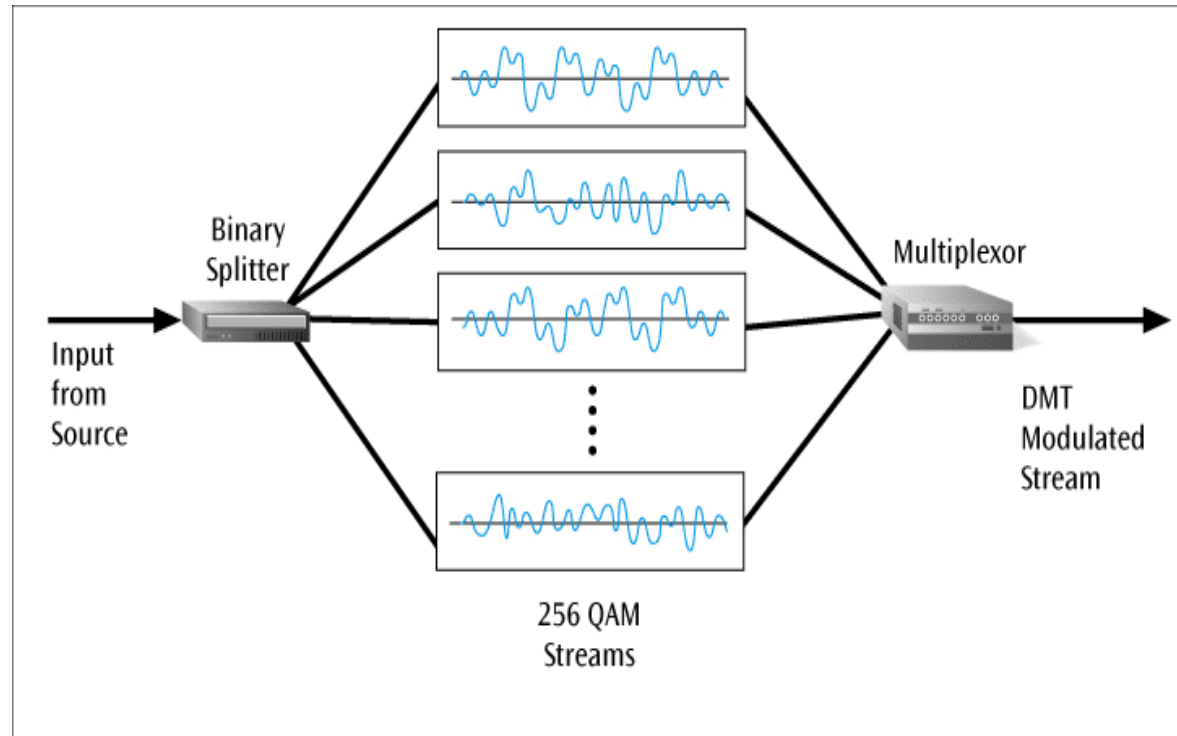 Binary
Splitter
Multiplexor
Input
from
Source
DMT
Modulated
Stream
256 QAM
Streams